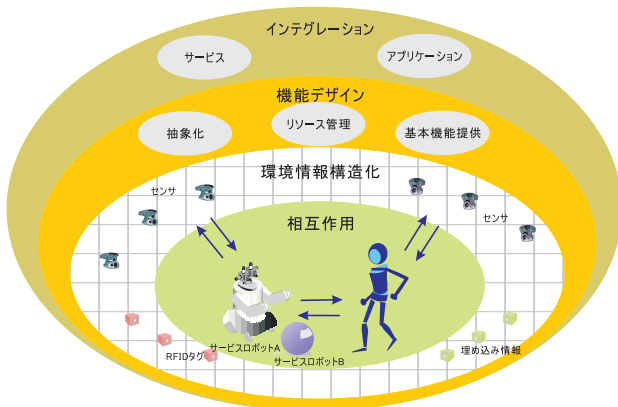 インテグレーション
サービス
アプリケーション
機能デザイン
抽象化
リソース管理
基本機能提供
環境情報構造化
センサ
センサ
相互作用
サービスロボットA
サービスロボットB
RFIDタグ
埋め込み情報